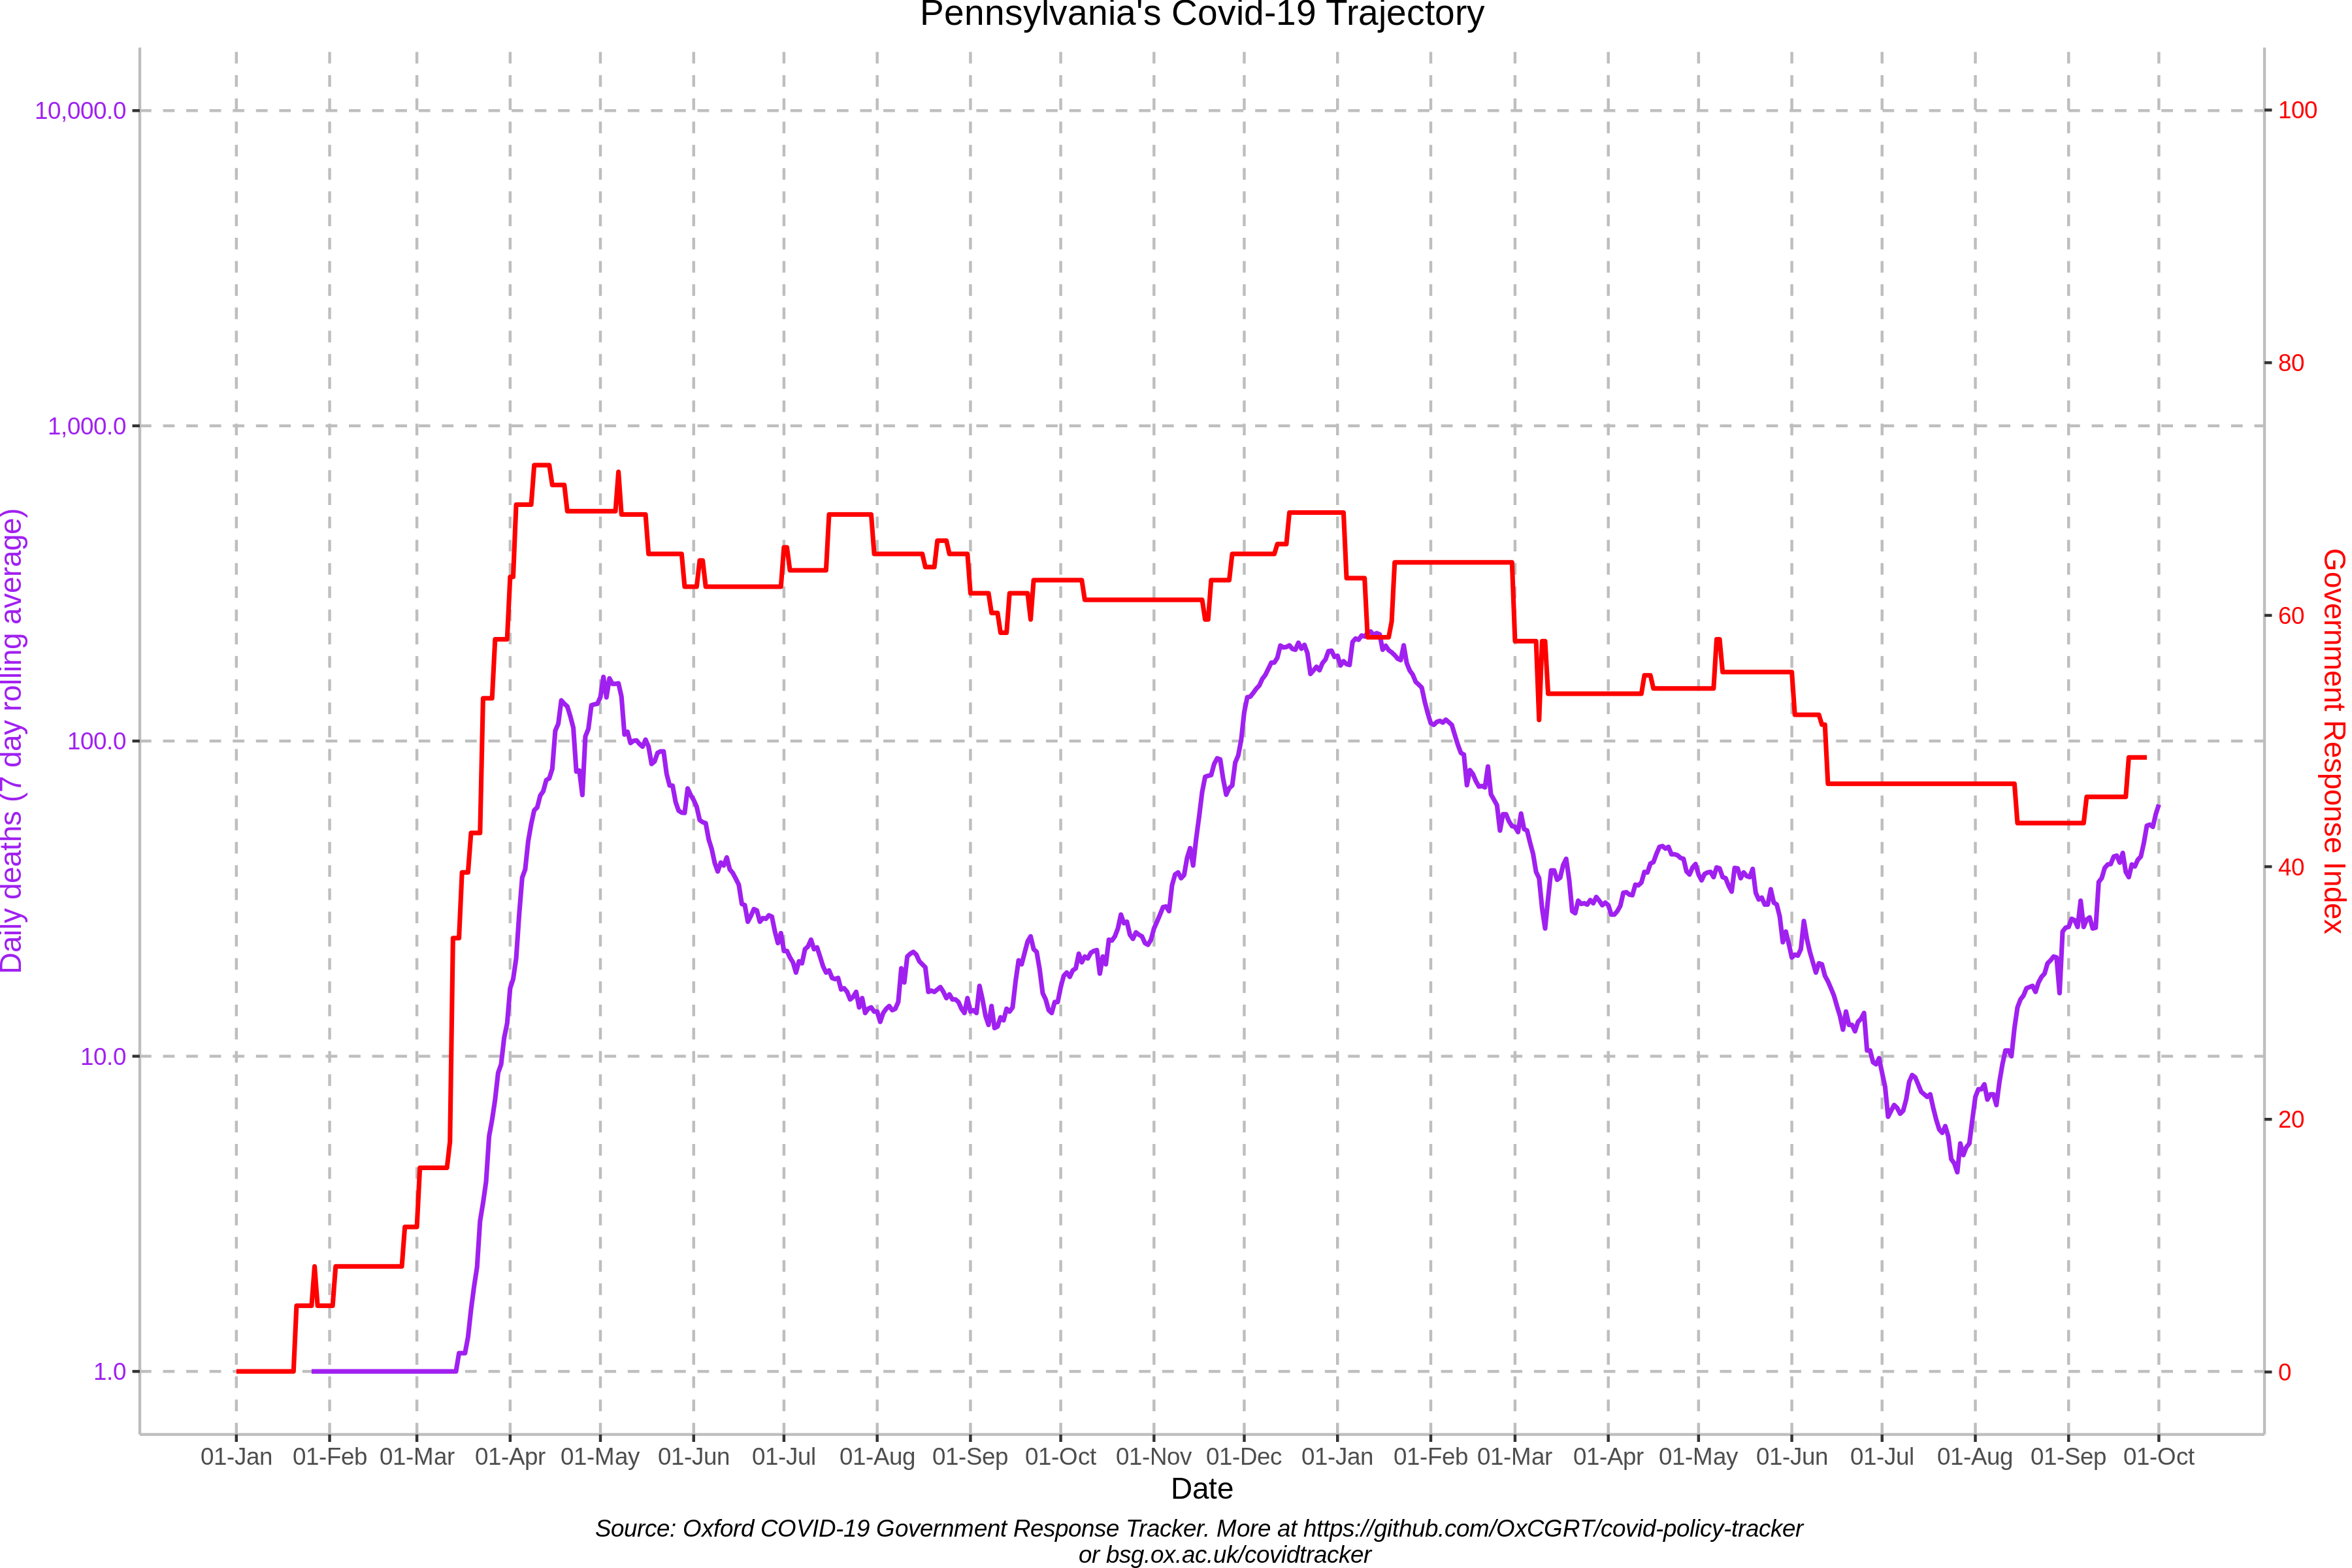 Pennsylvania's Covid-19 Trajectory
10,000.0
1,000.0
100.0
10.0
1.0
Daily deaths (7 day rolling average)
100
80
60
40
20
0
Government Response Index
01-Jan 01-Feb 01-Mar 01-Apr 01-May 01-Jun 01-Jul 01-Aug 01-Sep 01-Oct 01-Nov 01-Dec 01-Jan 01-Feb 01-Mar 01-Apr 01-May 01-Jun 01-Jul 01-Aug 01-Sep 01-Oct
Date
Source: Oxford COVID-19 Government Response Tracker. More at https://github.com/OxCGRT/covid-policy-tracker
or bsg.ox.ac.uk/covidtracker